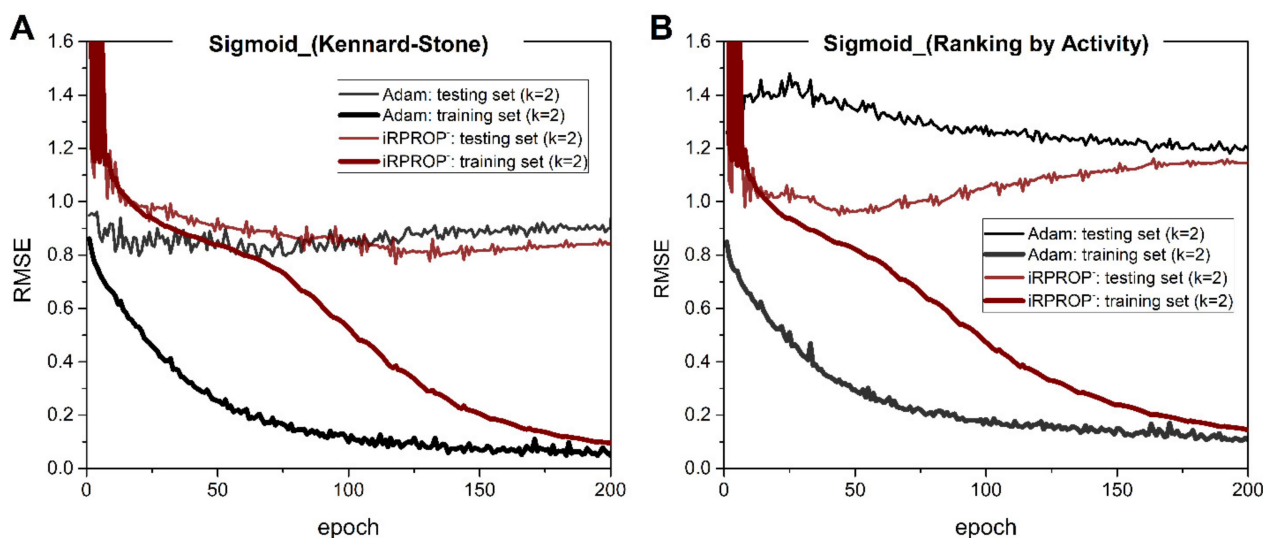 A
Sigmoid_(Kennard-Stone)
1.6
1.4
1.2
1.0
0.8
0.6
0.4
0.2
0.0
RMSE
Adam: testing set (k=2)
Adam: training set (k=2)
iRPROP⁻: testing set (k=2)
iRPROP⁻: training set (k=2)
0
50
100
150
200
epoch
B
Sigmoid_(Ranking by Activity)
1.6
1.4
1.2
1.0
0.8
0.6
0.4
0.2
0.0
RMSE
Adam: testing set (k=2)
Adam: training set (k=2)
iRPROP⁻: testing set (k=2)
iRPROP⁻: training set (k=2)
0
50
100
150
200
epoch